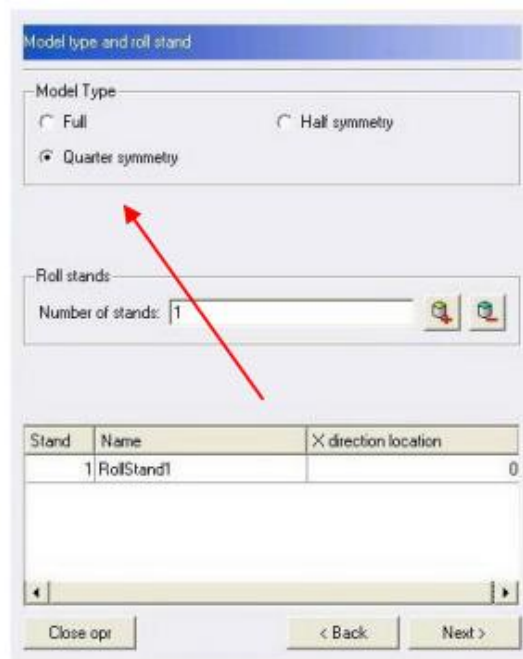 Model type and roll stand
Model Type
Full
Half symmetry
Quarter symmetry
Roll stands
Number of stands: 1
Stand Name X direction location
1 RollStand1 0
Close opr < Back Next >